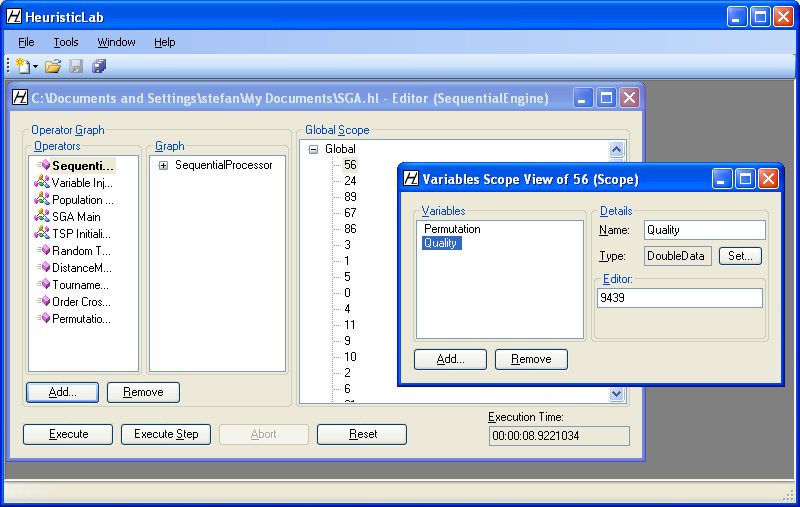 HeuristicLab
File Tools Window Help
C:\Documents and Settings\stefan\My Documents\SGA.hl - Editor (SequentialEngine)
Operator Graph
Operators
Sequenti...
Variable Inj...
Population ...
SGA Main
TSP Initiali...
Random T...
DistanceM...
Tourname...
Order Cros...
Permutatio...
Add... Remove
Graph
SequentialProcessor
Global Scope
Global
56
24
89
67
86
3
1
5
0
4
11
9
10
2
6
Execute Execute Step Abort Reset
Execution Time:
00:00:08.9221034
Variables Scope View of 56 (Scope)
Variables
Permutation
Quality
Add... Remove
Details
Name: Quality
Type: DoubleData Set...
Editor:
9439